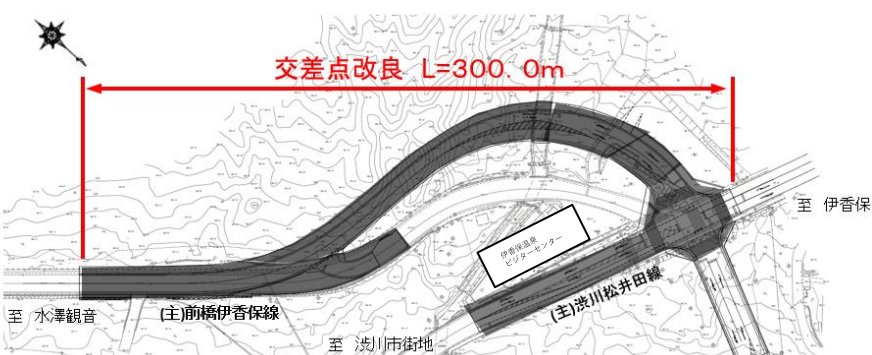 交差点改良 L=300.0m
至 伊香保
伊香保温泉
ビジターセンター
(主)渋川松井田線
(主)前橋伊香保線
至 水澤観音
至 渋川市街地